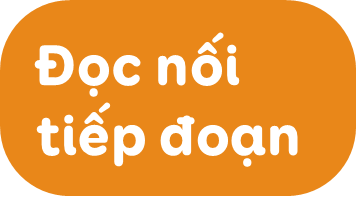 Đọc nối
tiếp đoạn